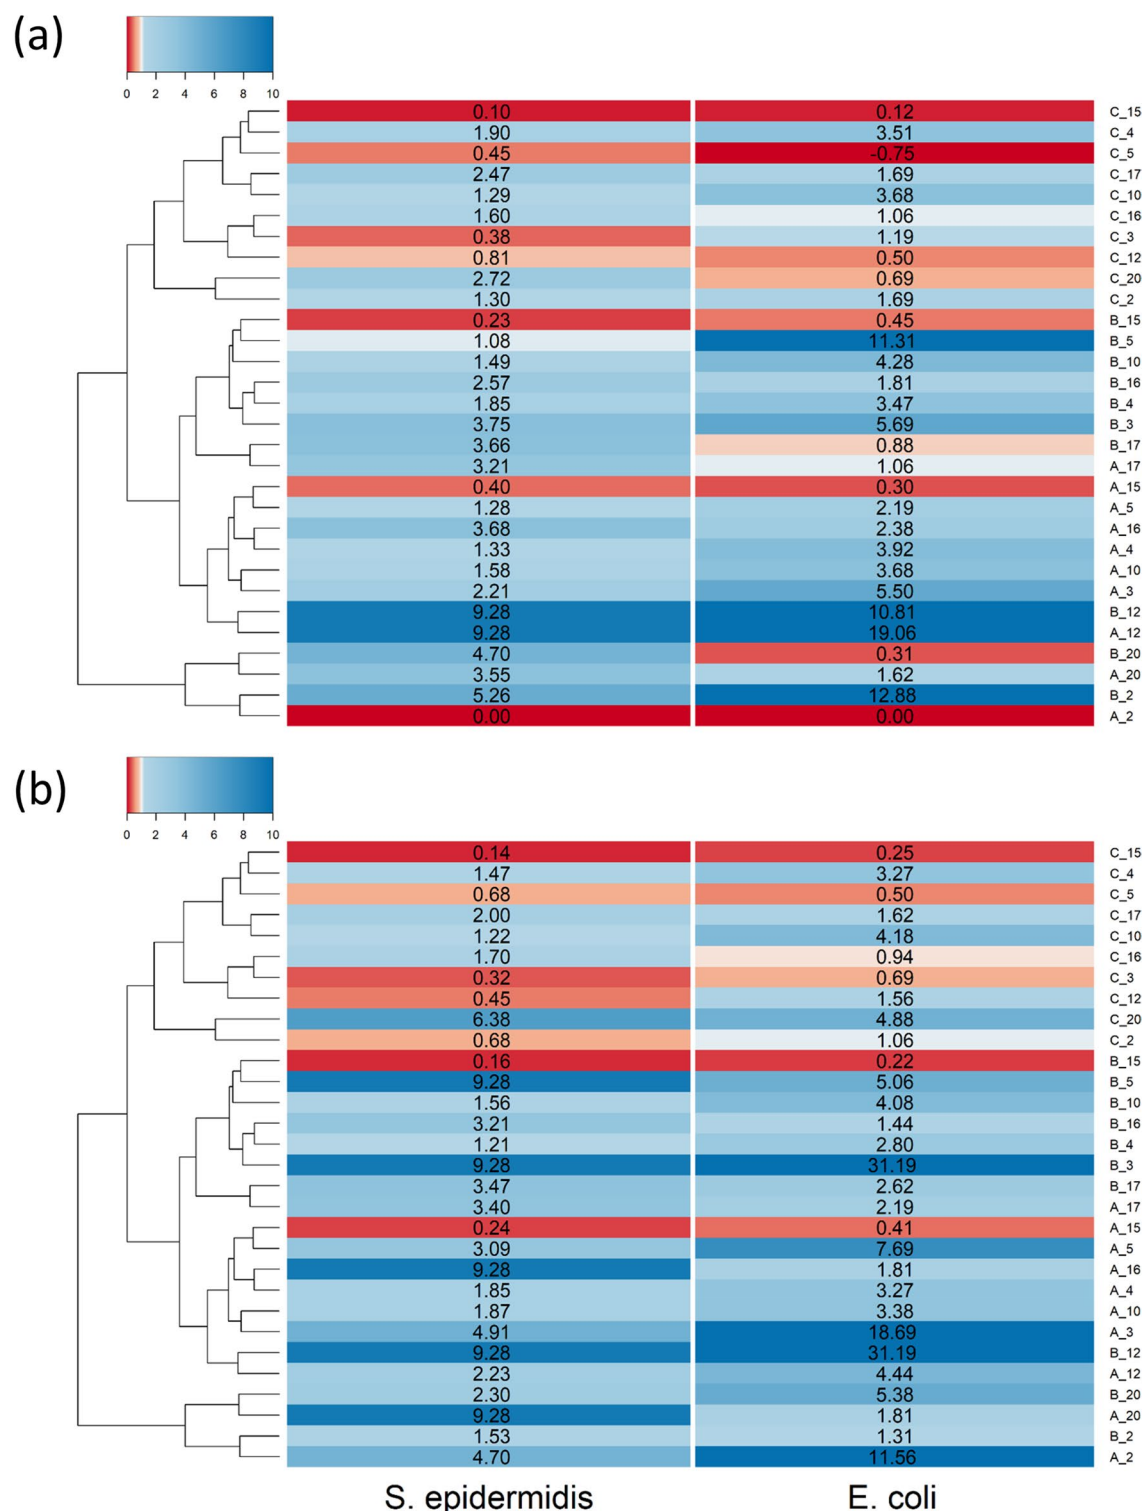 (a)
0 2 4 6 8 10
0.10 0.12 C_15
1.90 3.51 C_4
0.45 -0.75 C_5
2.47 1.69 C_17
1.29 3.68 C_10
1.60 1.06 C_16
0.38 1.19 C_3
0.81 0.50 C_12
2.72 0.69 C_20
1.30 1.69 C_2
0.23 0.45 B_15
1.08 11.31 B_5
1.49 4.28 B_10
2.57 1.81 B_16
1.85 3.47 B_4
3.75 5.69 B_3
3.66 0.88 B_17
3.21 1.06 A_17
0.40 0.30 A_15
1.28 2.19 A_5
3.68 2.38 A_16
1.33 3.92 A_4
1.58 3.68 A_10
2.21 5.50 A_3
9.28 10.81 B_12
9.28 19.06 A_12
4.70 0.31 B_20
3.55 1.62 A_20
5.26 12.88 B_2
0.00 0.00 A_2
(b)
0 2 4 6 8 10
0.14 0.25 C_15
1.47 3.27 C_4
0.68 0.50 C_5
2.00 1.62 C_17
1.22 4.18 C_10
1.70 0.94 C_16
0.32 0.69 C_3
0.45 1.56 C_12
6.38 4.88 C_20
0.68 1.06 C_2
0.16 0.22 B_15
9.28 5.06 B_5
1.56 4.08 B_10
3.21 1.44 B_16
1.21 2.80 B_4
9.28 31.19 B_3
3.47 2.62 B_17
3.40 2.19 A_17
0.24 0.41 A_15
3.09 7.69 A_5
9.28 1.81 A_16
1.85 3.27 A_4
1.87 3.38 A_10
4.91 18.69 A_3
9.28 31.19 B_12
2.23 4.44 A_12
2.30 5.38 B_20
9.28 1.81 A_20
1.53 1.31 B_2
4.70 11.56 A_2
S. epidermidis E. coli